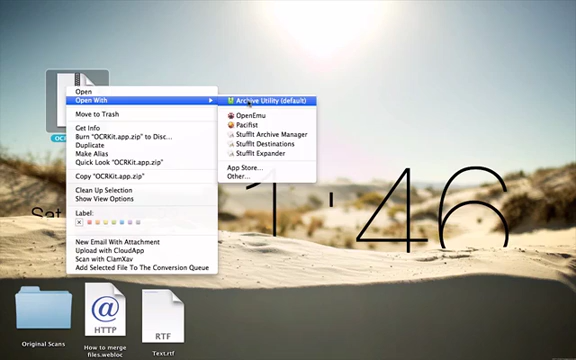 Open
Open With
Move to Trash
Get Info
Burn "OCRKit.app.zip" to Disc...
Duplicate
Make Alias
Quick Look "OCRKit.app.zip"
Copy "OCRKit.app.zip"
Clean Up Selection
Show View Options
Label:
New Email With Attachment
Upload with CloudApp
Scan with ClamXav
Add Selected File To The Conversion Queue
Archive Utility (default)
OpenEmu
Pacifist
StuffIt Archive Manager
StuffIt Destinations
StuffIt Expander
App Store...
Other...
1:46
Original Scans
HTTP
How to merge
files.webloc
RTF
Text.rtf